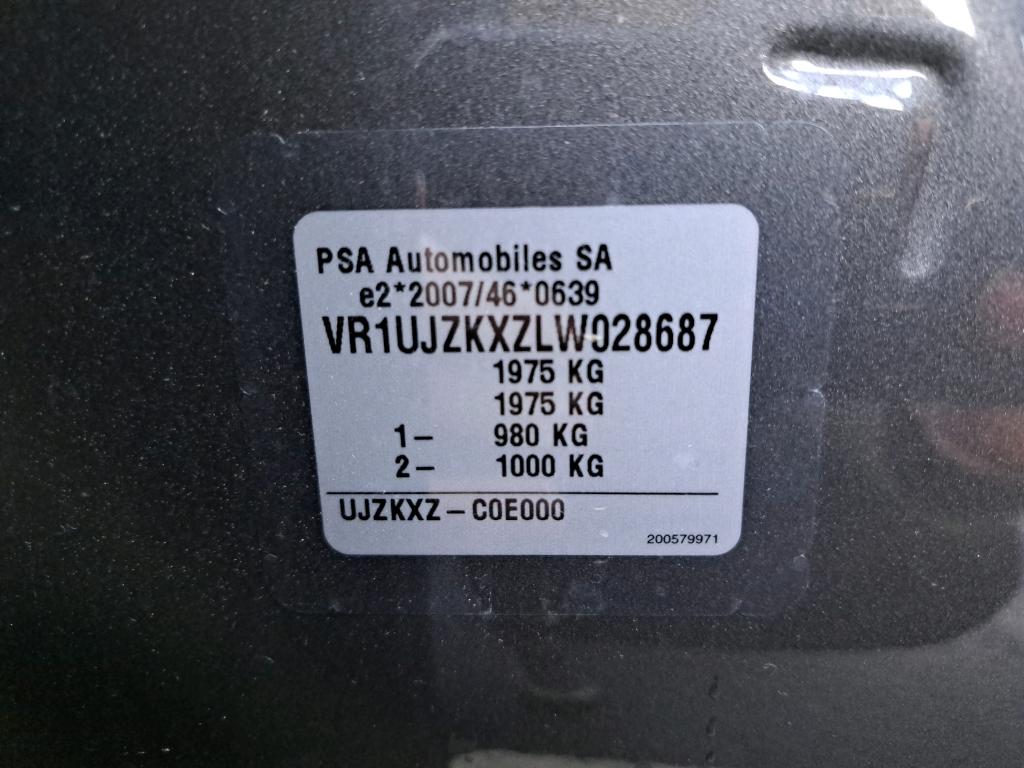 PSA Automobiles SA
e2*2007/46*0639
VR1UJZKXZLW028687
1975 KG
1975 KG
1– 980 KG
2– 1000 KG
UJZKXZ – C0E000
200579971